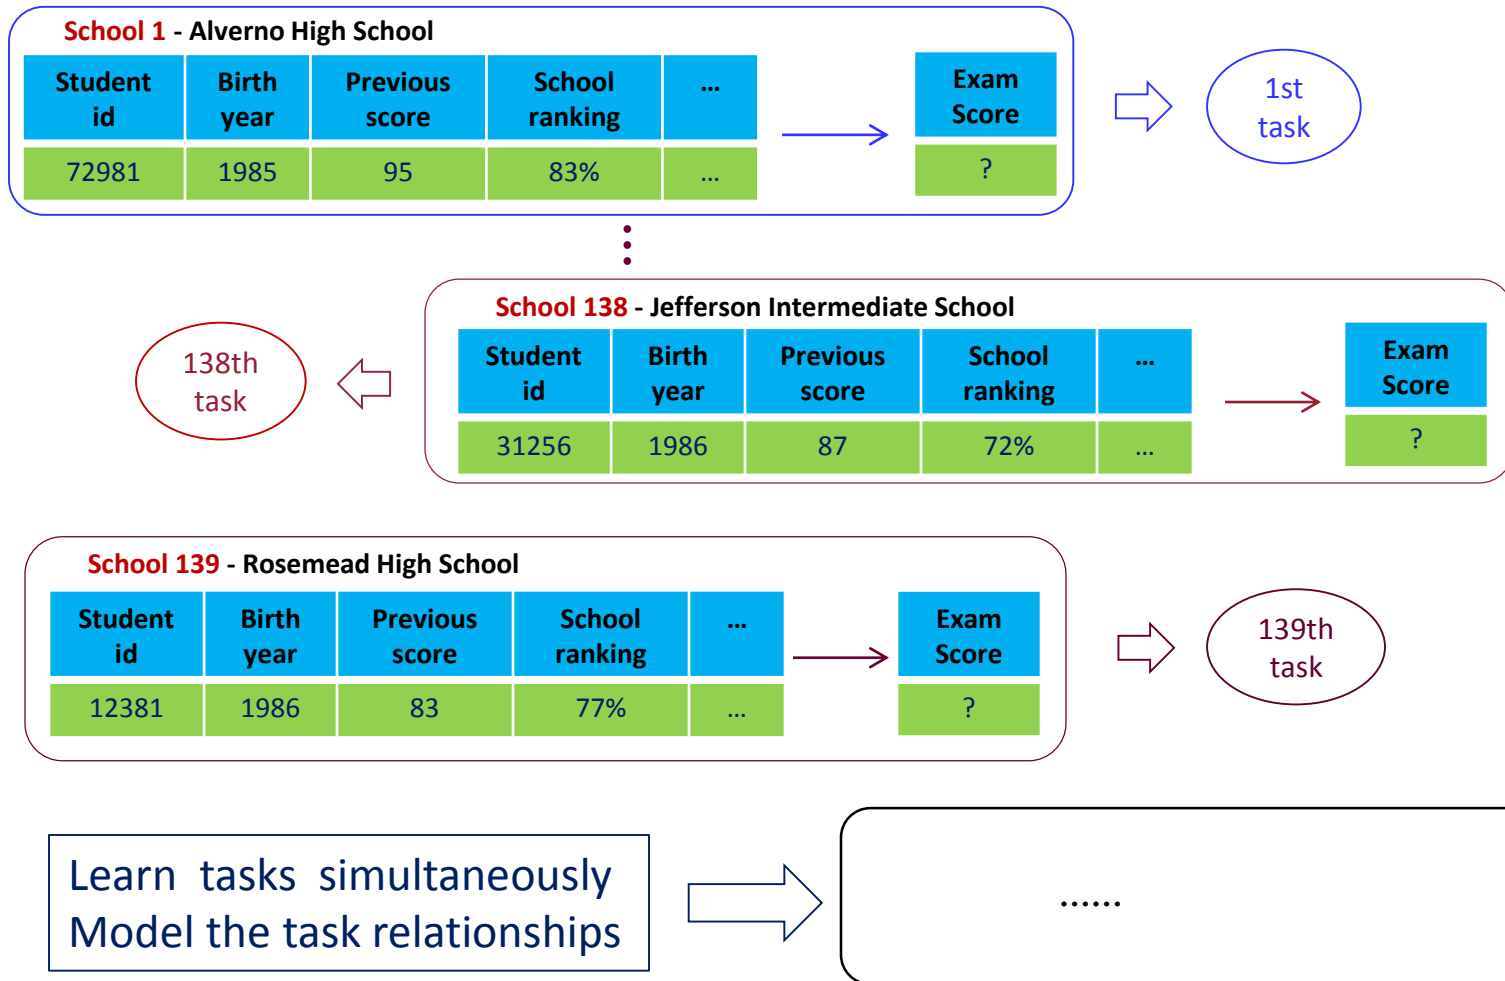 School 1 - Alverno High School
Student id Birth year Previous score School ranking ... Exam Score
72981 1985 95 83% ... ?
1st
task
School 138 - Jefferson Intermediate School
138th
task
Student id Birth year Previous score School ranking ... Exam Score
31256 1986 87 72% ... ?
School 139 - Rosemead High School
Student id Birth year Previous score School ranking ... Exam Score
12381 1986 83 77% ... ?
139th
task
Learn tasks simultaneously
Model the task relationships
......